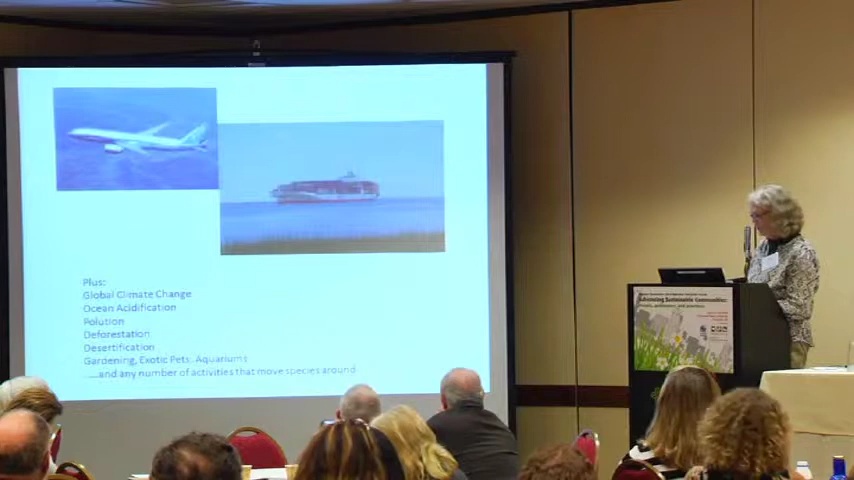 Plus:
Global Climate Change
Ocean Acidification
Polution
Deforestation
Desertification
Gardening, Exotic Pets, Aquariums
....and any number of activities that move species around
Advancing Sustainable Communities: